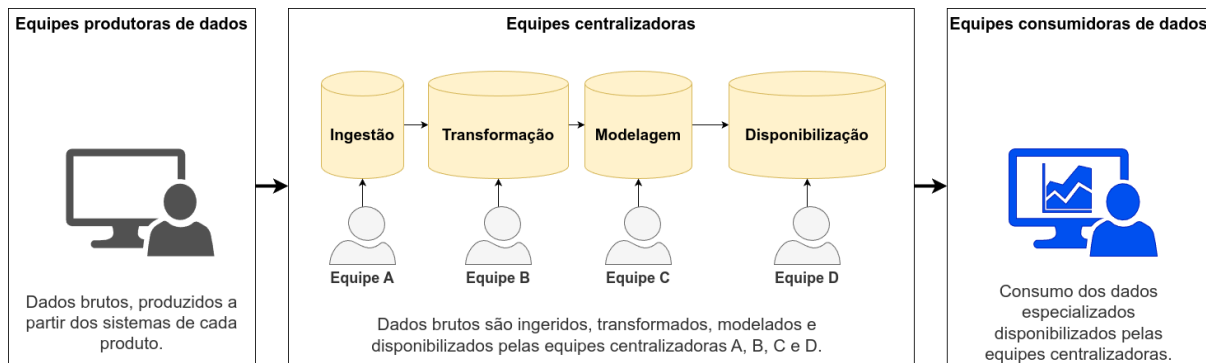 Equipes produtoras de dados
Dados brutos, produzidos a
partir dos sistemas de cada
produto.
Equipes centralizadoras
Ingestão
Transformação
Modelagem
Disponibilização
Equipe A
Equipe B
Equipe C
Equipe D
Dados brutos são ingeridos, transformados, modelados e
disponibilizados pelas equipes centralizadoras A, B, C e D.
Equipes consumidoras de dados
Consumo dos dados
especializados
disponibilizados pelas
equipes centralizadoras.